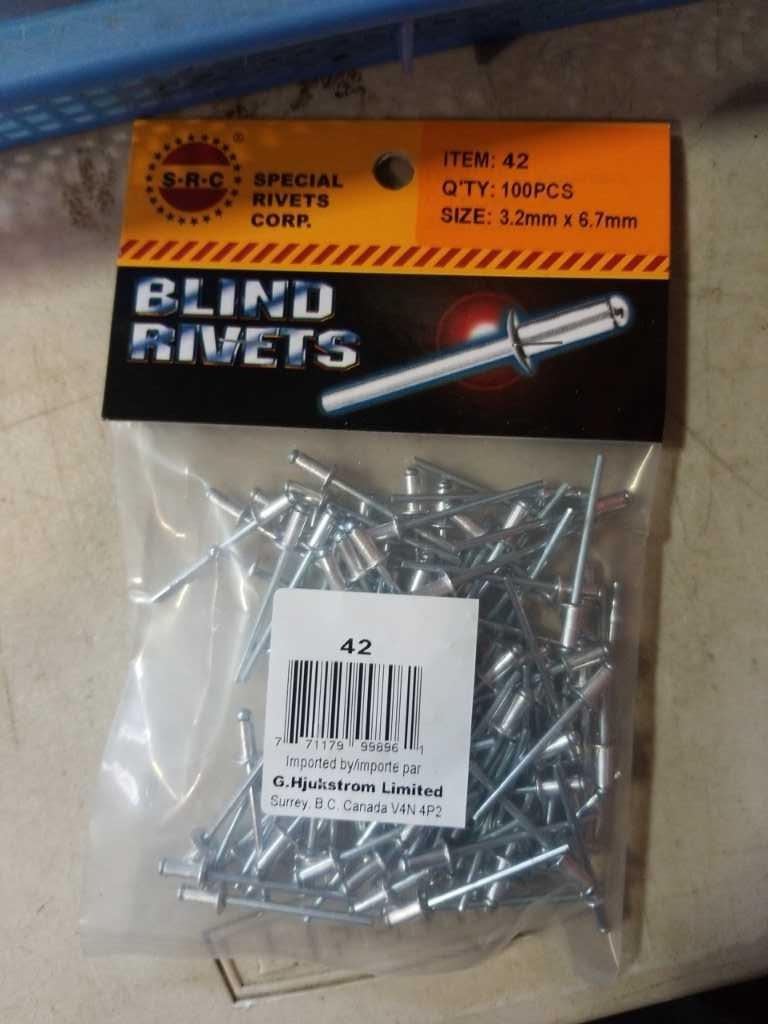 S-R-C
®
SPECIAL
RIVETS
CORP.
ITEM: 42
Q'TY: 100PCS
SIZE: 3.2mm x 6.7mm
BLIND
RIVETS
42
7 71179 99896 1
Imported by/importe par
G.Hjukstrom Limited
Surrey, B.C. Canada V4N 4P2